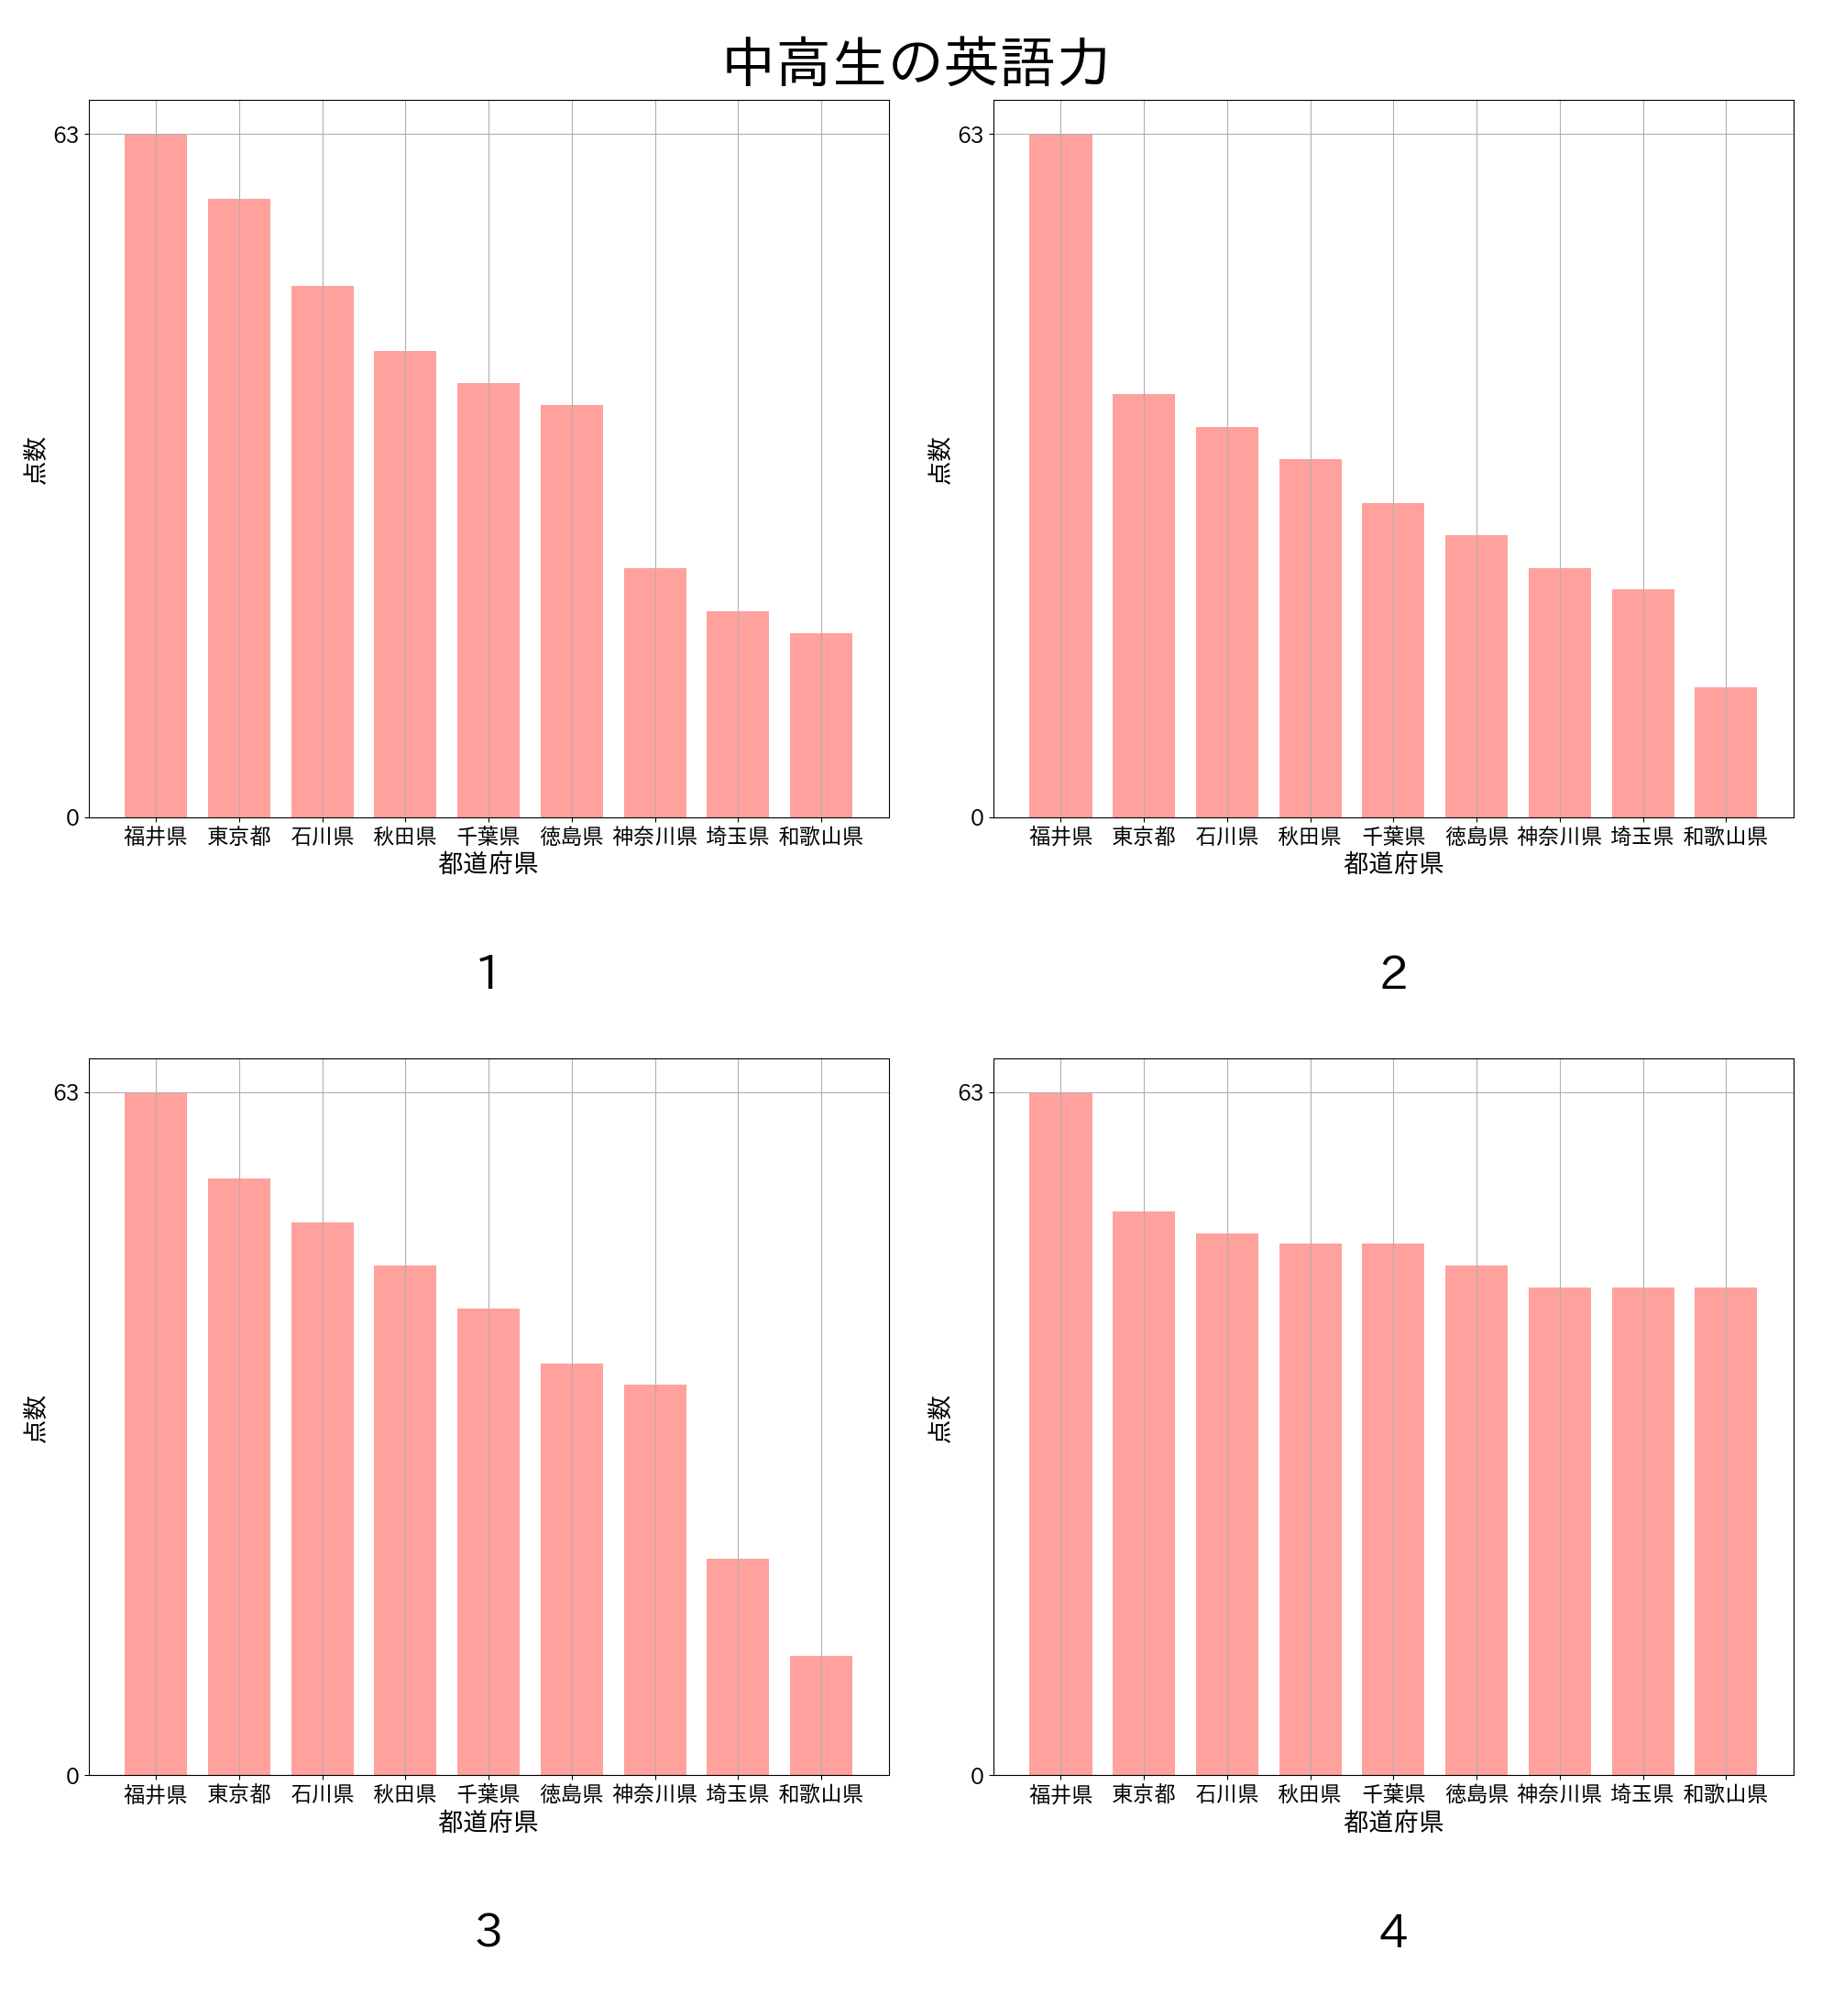 中高生の英語力
63
点数
0
福井県 東京都 石川県 秋田県 千葉県 徳島県 神奈川県 埼玉県 和歌山県
都道府県
1
63
点数
0
福井県 東京都 石川県 秋田県 千葉県 徳島県 神奈川県 埼玉県 和歌山県
都道府県
2
63
点数
0
福井県 東京都 石川県 秋田県 千葉県 徳島県 神奈川県 埼玉県 和歌山県
都道府県
3
63
点数
0
福井県 東京都 石川県 秋田県 千葉県 徳島県 神奈川県 埼玉県 和歌山県
都道府県
4